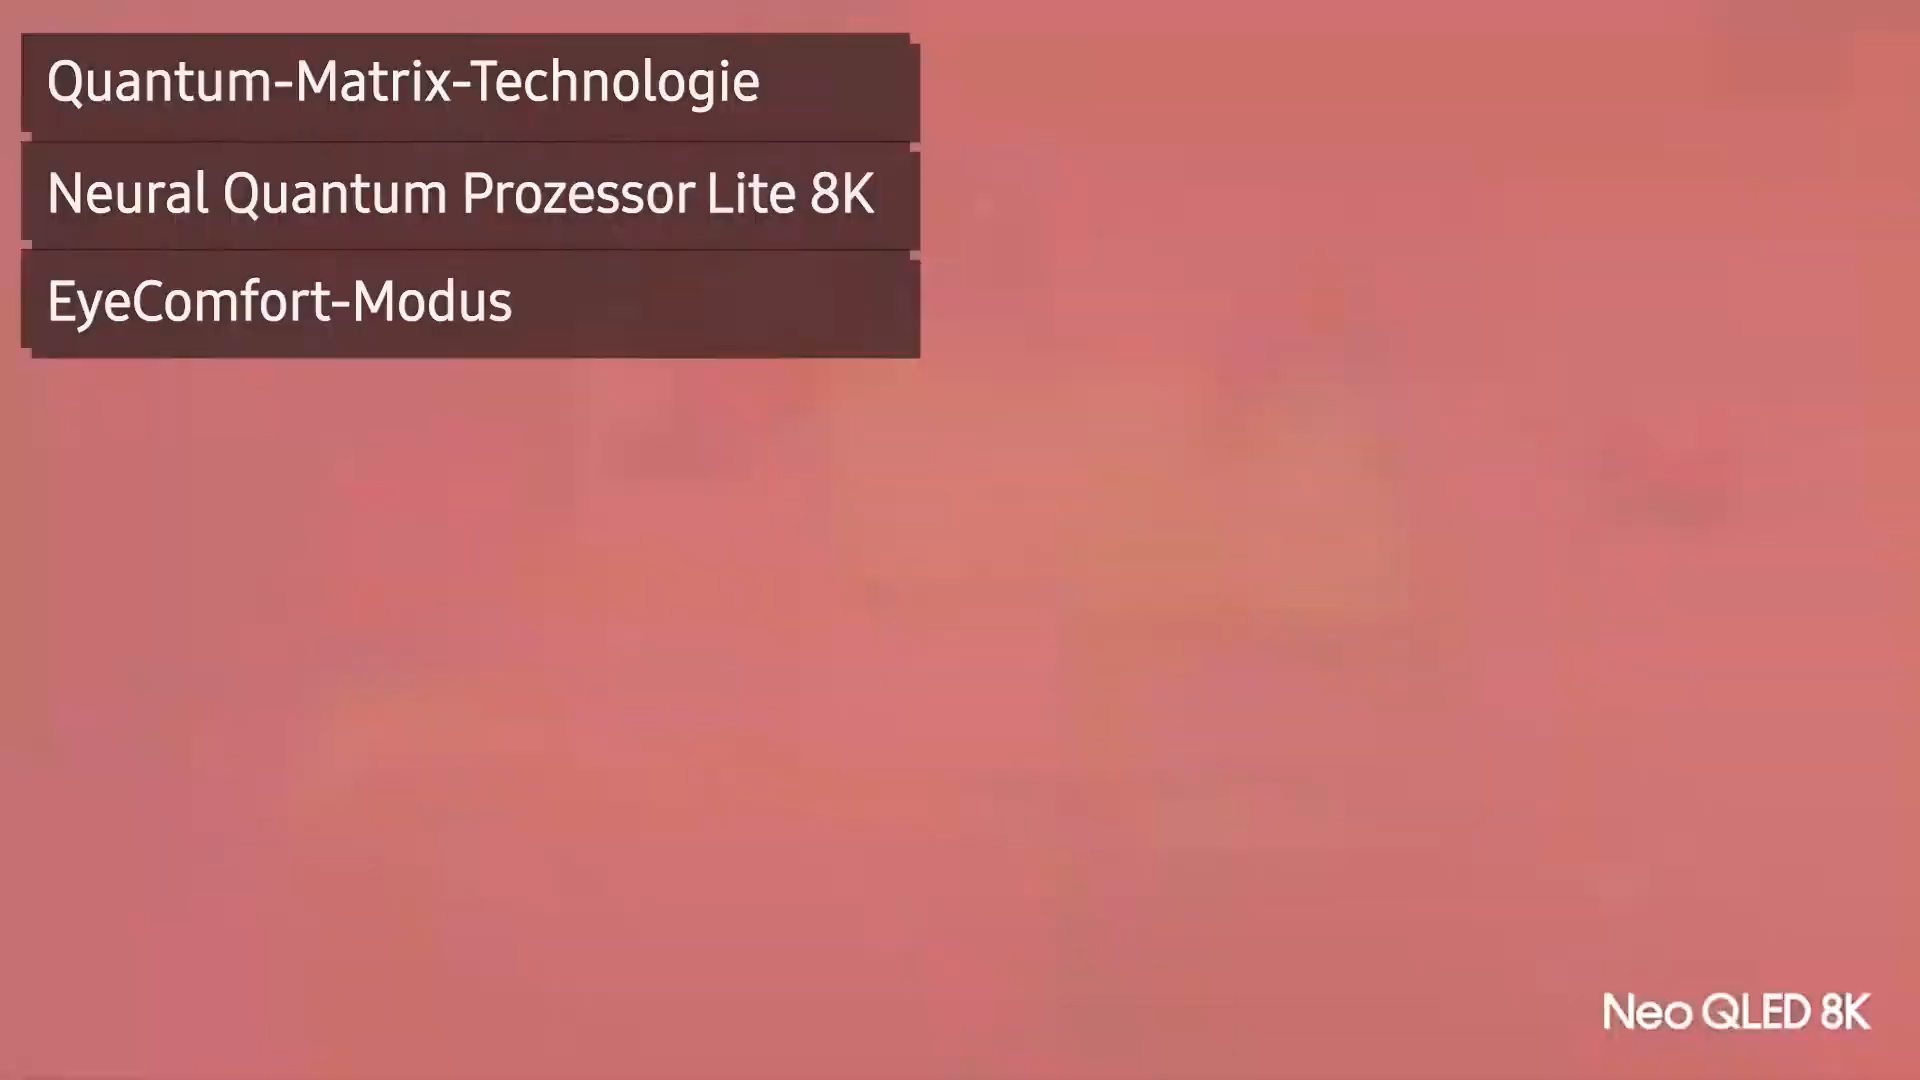 Quantum-Matrix-Technologie
Neural Quantum Prozessor Lite 8K
EyeComfort-Modus
Neo QLED 8K